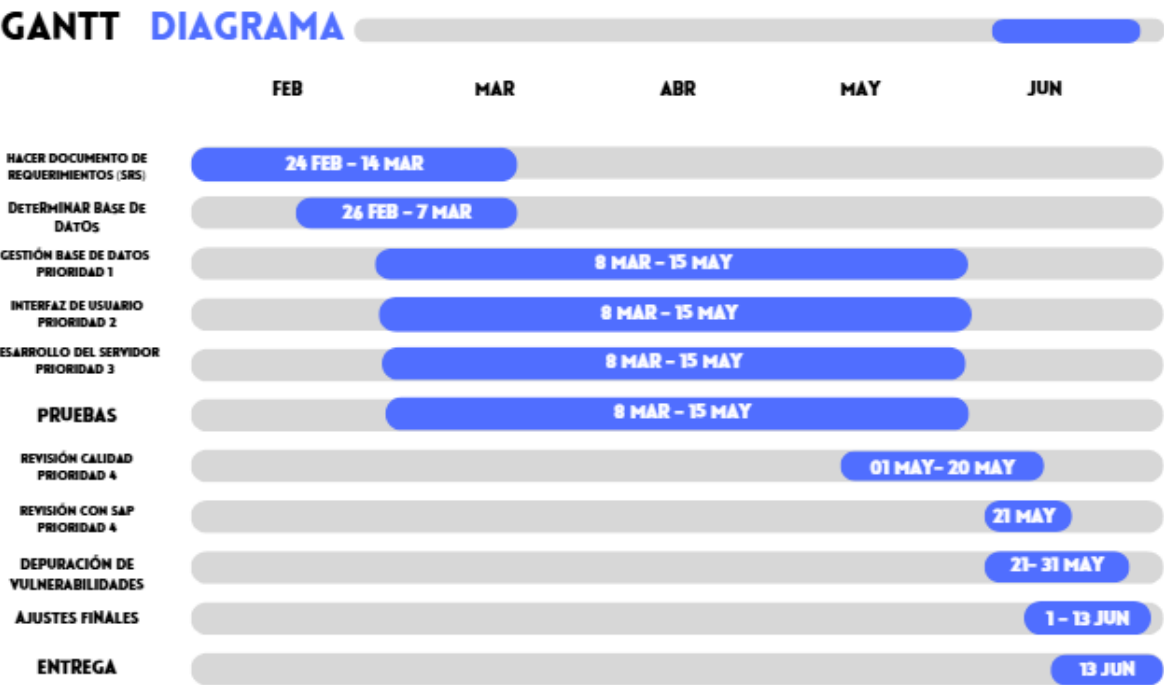 GANTT DIAGRAMA
FEB MAR ABR MAY JUN
HACER DOCUMENTO DE
REQUERIMIENTOS (SRS)
24 FEB – 14 MAR
DETERMINAR BASE DE
DATOS
26 FEB – 7 MAR
GESTIÓN BASE DE DATOS
PRIORIDAD 1
8 MAR – 15 MAY
INTERFAZ DE USUARIO
PRIORIDAD 2
8 MAR – 15 MAY
ESARROLLO DEL SERVIDOR
PRIORIDAD 3
8 MAR – 15 MAY
PRUEBAS
8 MAR – 15 MAY
REVISIÓN CALIDAD
PRIORIDAD 4
01 MAY– 20 MAY
REVISIÓN CON SAP
PRIORIDAD 4
21 MAY
DEPURACIÓN DE
VULNERABILIDADES
21– 31 MAY
AJUSTES FINALES
1 – 13 JUN
ENTREGA
13 JUN